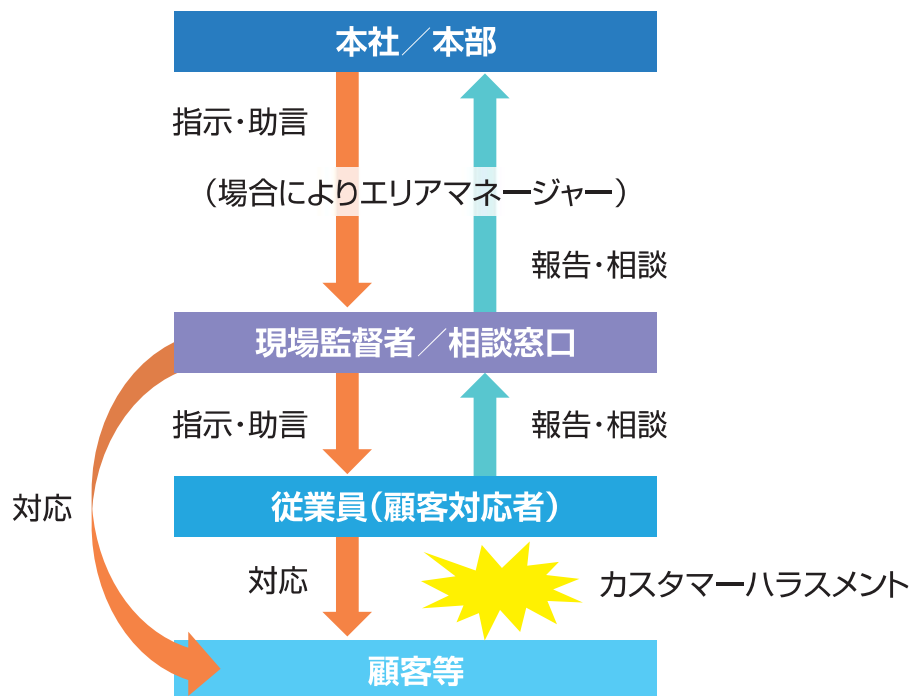 本社／本部
指示・助言
（場合によりエリアマネージャー）
報告・相談
現場監督者／相談窓口
指示・助言
報告・相談
対応
従業員（顧客対応者）
対応
カスタマーハラスメント
顧客等